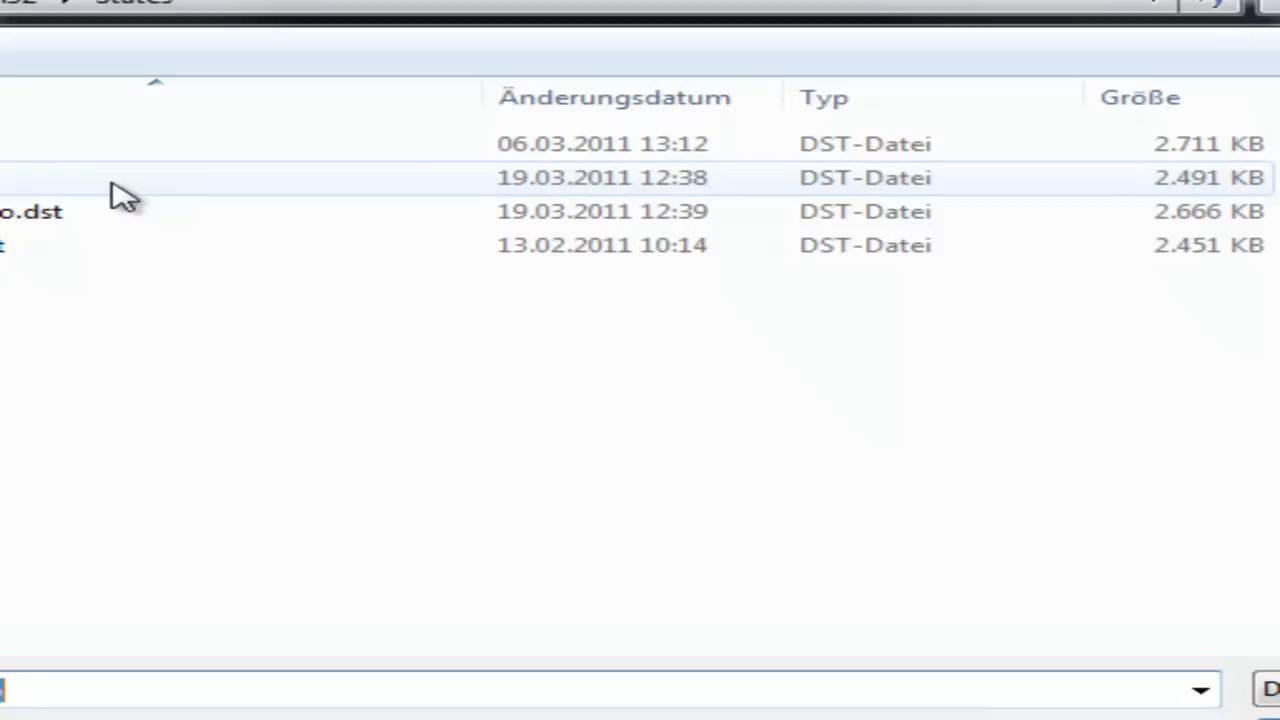 States
Änderungsdatum Typ Größe
06.03.2011 13:12 DST-Datei 2.711 KB
19.03.2011 12:38 DST-Datei 2.491 KB
o.dst 19.03.2011 12:39 DST-Datei 2.666 KB
t 13.02.2011 10:14 DST-Datei 2.451 KB
D